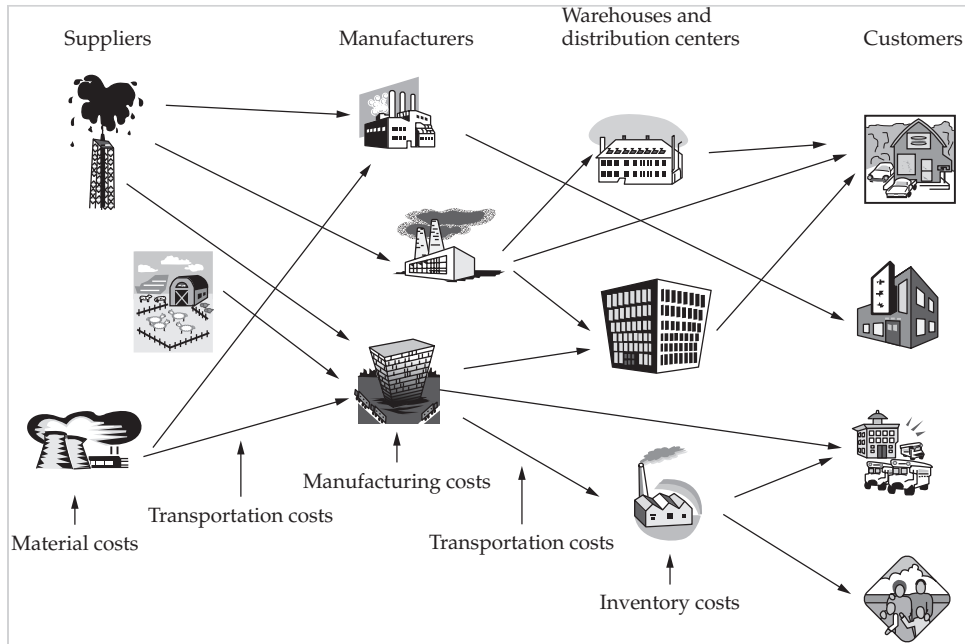 Suppliers
Manufacturers
Warehouses and
distribution centers
Customers
Manufacturing costs
Transportation costs
Material costs
Transportation costs
Inventory costs